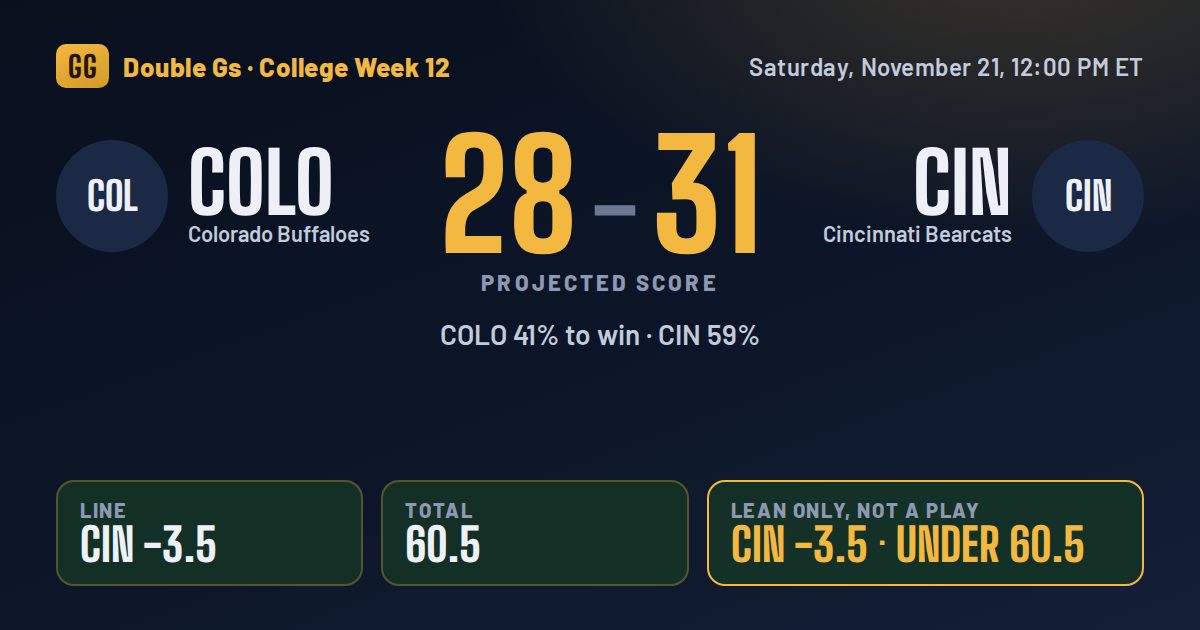 GG Double Gs · College Week 12
Saturday, November 21, 12:00 PM ET
COL
COLO
Colorado Buffaloes
28 – 31
PROJECTED SCORE
COLO 41% to win · CIN 59%
CIN
Cincinnati Bearcats
CIN
LINE
CIN −3.5
TOTAL
60.5
LEAN ONLY, NOT A PLAY
CIN −3.5 · UNDER 60.5